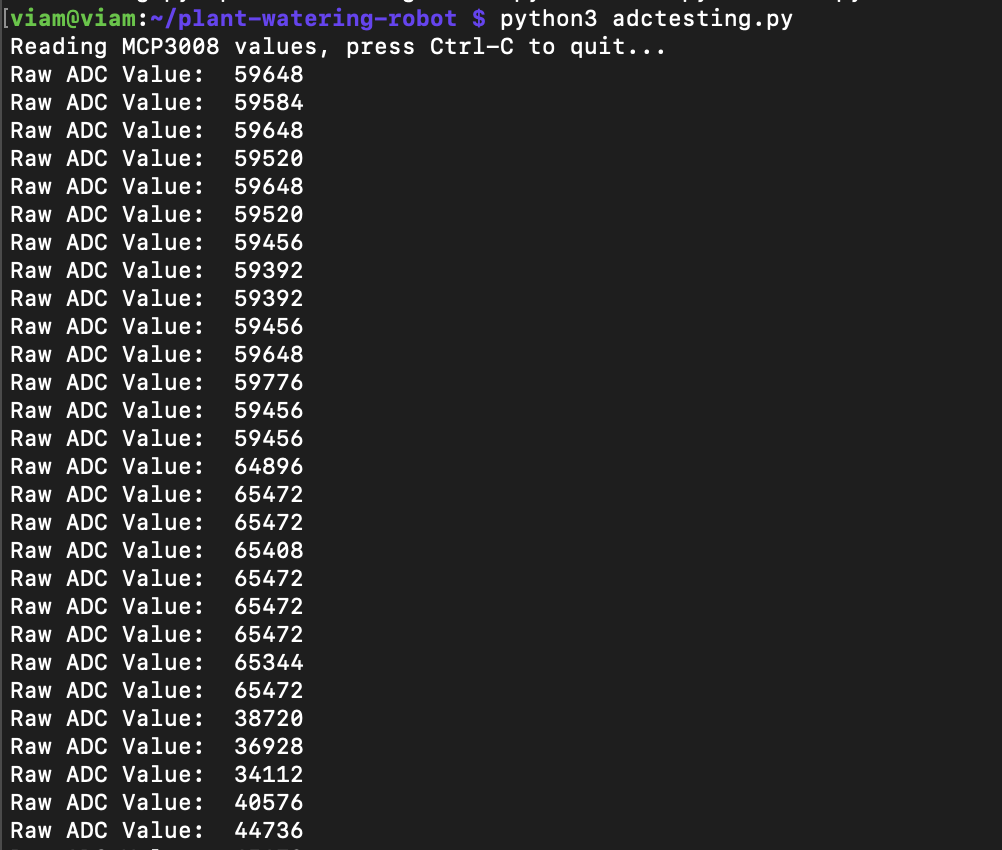 [viam@viam:~/plant-watering-robot $ python3 adctesting.py
Reading MCP3008 values, press Ctrl-C to quit...
Raw ADC Value:  59648
Raw ADC Value:  59584
Raw ADC Value:  59648
Raw ADC Value:  59520
Raw ADC Value:  59648
Raw ADC Value:  59520
Raw ADC Value:  59456
Raw ADC Value:  59392
Raw ADC Value:  59392
Raw ADC Value:  59456
Raw ADC Value:  59648
Raw ADC Value:  59776
Raw ADC Value:  59456
Raw ADC Value:  59456
Raw ADC Value:  64896
Raw ADC Value:  65472
Raw ADC Value:  65472
Raw ADC Value:  65408
Raw ADC Value:  65472
Raw ADC Value:  65472
Raw ADC Value:  65472
Raw ADC Value:  65344
Raw ADC Value:  65472
Raw ADC Value:  38720
Raw ADC Value:  36928
Raw ADC Value:  34112
Raw ADC Value:  40576
Raw ADC Value:  44736